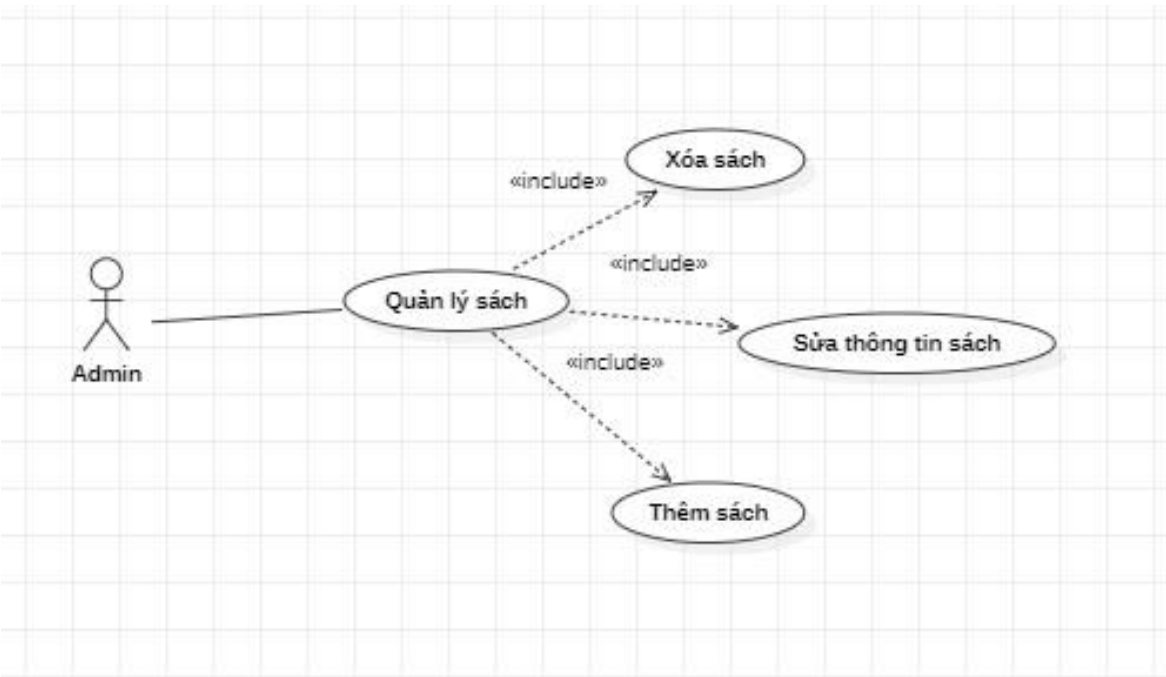 Xóa sách
«include»
«include»
Quản lý sách
Sửa thông tin sách
«include»
Admin
Thêm sách